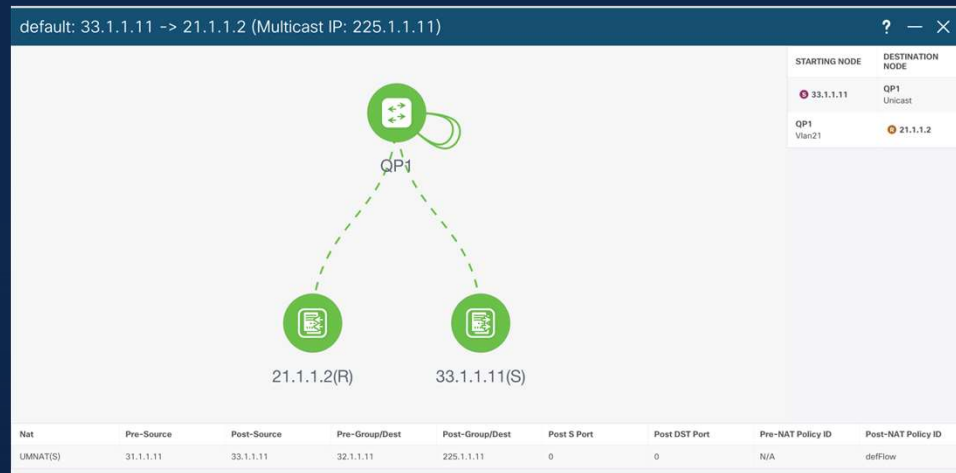 default: 33.1.1.11 -> 21.1.1.2 (Multicast IP: 225.1.1.11)
? — ×
STARTING NODE DESTINATION NODE
S 33.1.1.11 QP1 Unicast
QP1 Vlan21 R 21.1.1.2
QP1
21.1.1.2(R) 33.1.1.11(S)
Nat Pre-Source Post-Source Pre-Group/Dest Post-Group/Dest Post S Port Post DST Port Pre-NAT Policy ID Post-NAT Policy ID
UMNAT(S) 31.1.1.11 33.1.1.11 32.1.1.11 225.1.1.11 0 0 N/A defFlow